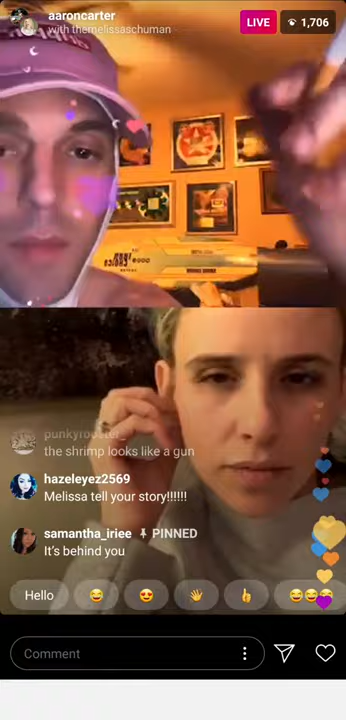 aaroncarter
with themelissaschuman
LIVE
1,706
punkyrooster_
the shrimp looks like a gun
hazeleyez2569
Melissa tell your story!!!!!!
samantha_iriee PINNED
It's behind you
Hello
Comment